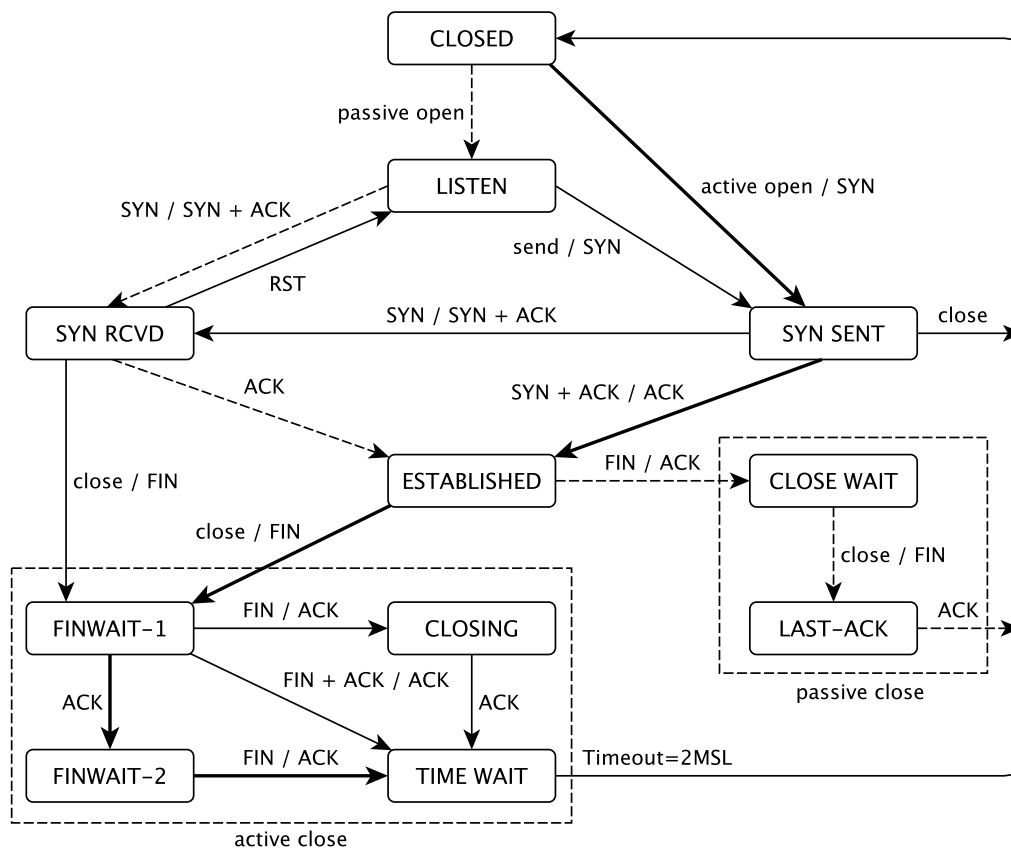 CLOSED
passive open
LISTEN
active open / SYN
SYN / SYN + ACK
send / SYN
RST
SYN RCVD
SYN / SYN + ACK
SYN SENT
close
ACK
SYN + ACK / ACK
ESTABLISHED
FIN / ACK
CLOSE WAIT
close / FIN
close / FIN
close / FIN
FINWAIT-1
FIN / ACK
CLOSING
LAST-ACK
ACK
FIN + ACK / ACK
ACK
ACK
passive close
FINWAIT-2
FIN / ACK
TIME WAIT
Timeout=2MSL
active close